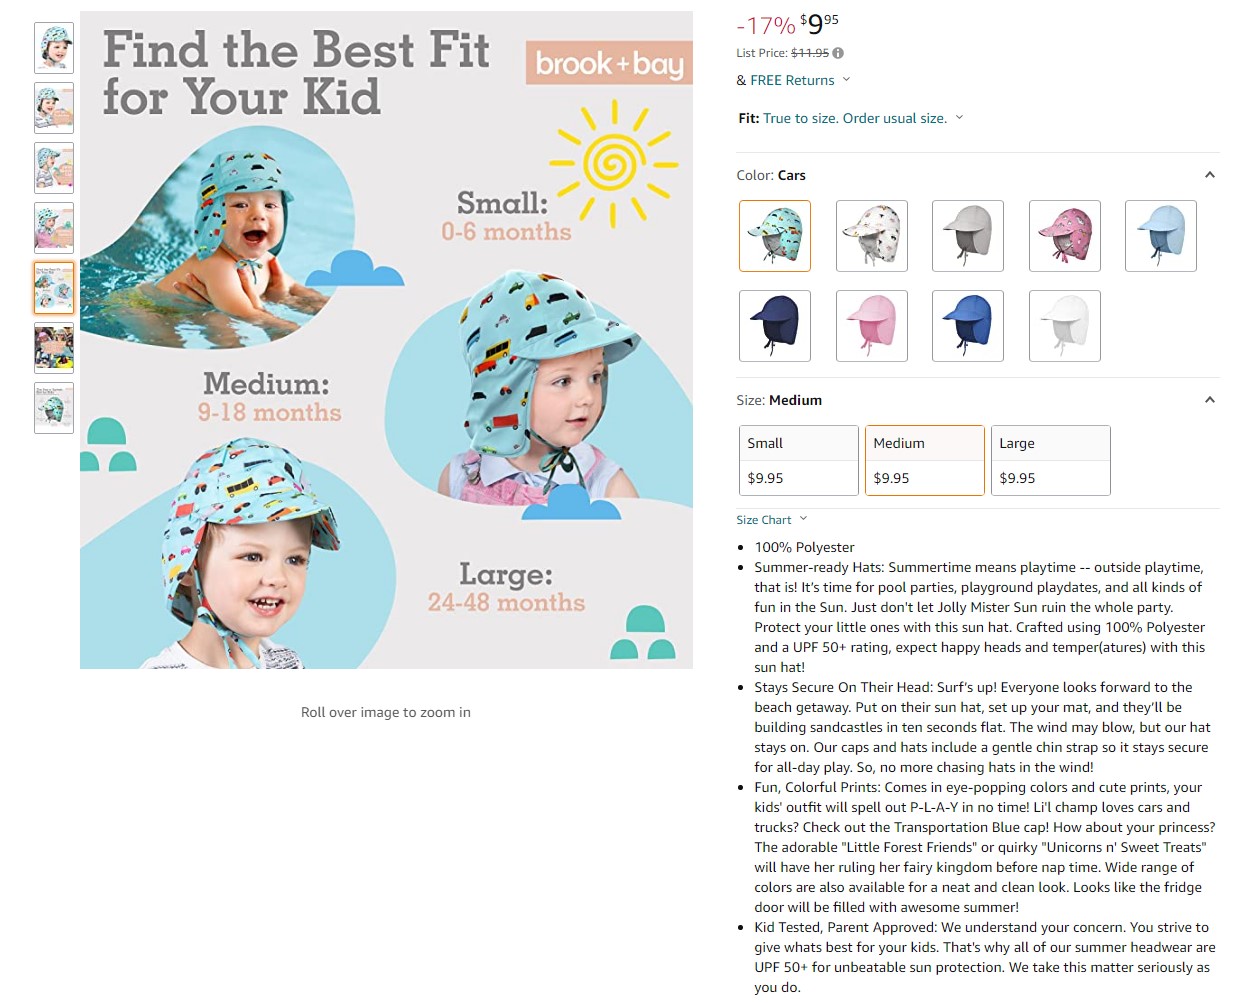 Find the Best Fit
for Your Kid
brook+bay
Small:
0-6 months
Medium:
9-18 months
Large:
24-48 months
Roll over image to zoom in
-17% $9.95
List Price: $11.95
& FREE Returns
Fit: True to size. Order usual size.
Color: Cars
Size: Medium
Small
$9.95
Medium
$9.95
Large
$9.95
Size Chart
• 100% Polyester
• Summer-ready Hats: Summertime means playtime -- outside playtime,
that is! It's time for pool parties, playground playdates, and all kinds of
fun in the Sun. Just don't let Jolly Mister Sun ruin the whole party.
Protect your little ones with this sun hat. Crafted using 100% Polyester
and a UPF 50+ rating, expect happy heads and temper(atures) with this
sun hat!
• Stays Secure On Their Head: Surf's up! Everyone looks forward to the
beach getaway. Put on their sun hat, set up your mat, and they'll be
building sandcastles in ten seconds flat. The wind may blow, but our hat
stays on. Our caps and hats include a gentle chin strap so it stays secure
for all-day play. So, no more chasing hats in the wind!
• Fun, Colorful Prints: Comes in eye-popping colors and cute prints, your
kids' outfit will spell out P-L-A-Y in no time! Li'l champ loves cars and
trucks? Check out the Transportation Blue cap! How about your princess?
The adorable "Little Forest Friends" or quirky "Unicorns n' Sweet Treats"
will have her ruling her fairy kingdom before nap time. Wide range of
colors are also available for a neat and clean look. Looks like the fridge
door will be filled with awesome summer!
• Kid Tested, Parent Approved: We understand your concern. You strive to
give whats best for your kids. That's why all of our summer headwear are
UPF 50+ for unbeatable sun protection. We take this matter seriously as
you do.